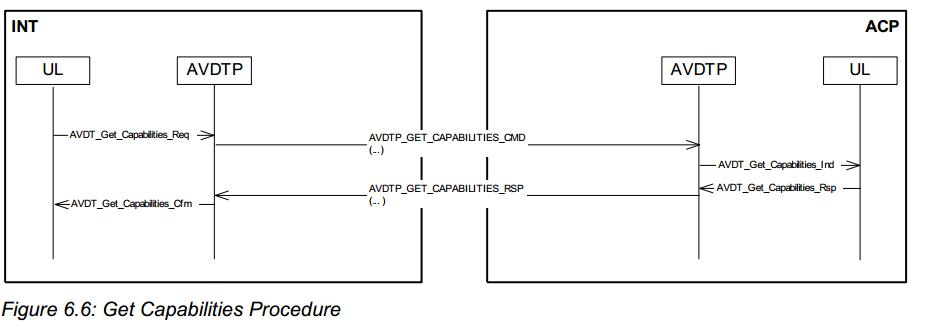 INT
ACP
UL
AVDTP
AVDTP
UL
AVDT_Get_Capabilities_Req
AVDTP_GET_CAPABILITIES_CMD
(...)
AVDT_Get_Capabilities_Ind
AVDTP_GET_CAPABILITIES_RSP
(... )
AVDT_Get_Capabilities_Rsp
AVDT_Get_Capabilities_Cfm
Figure 6.6: Get Capabilities Procedure